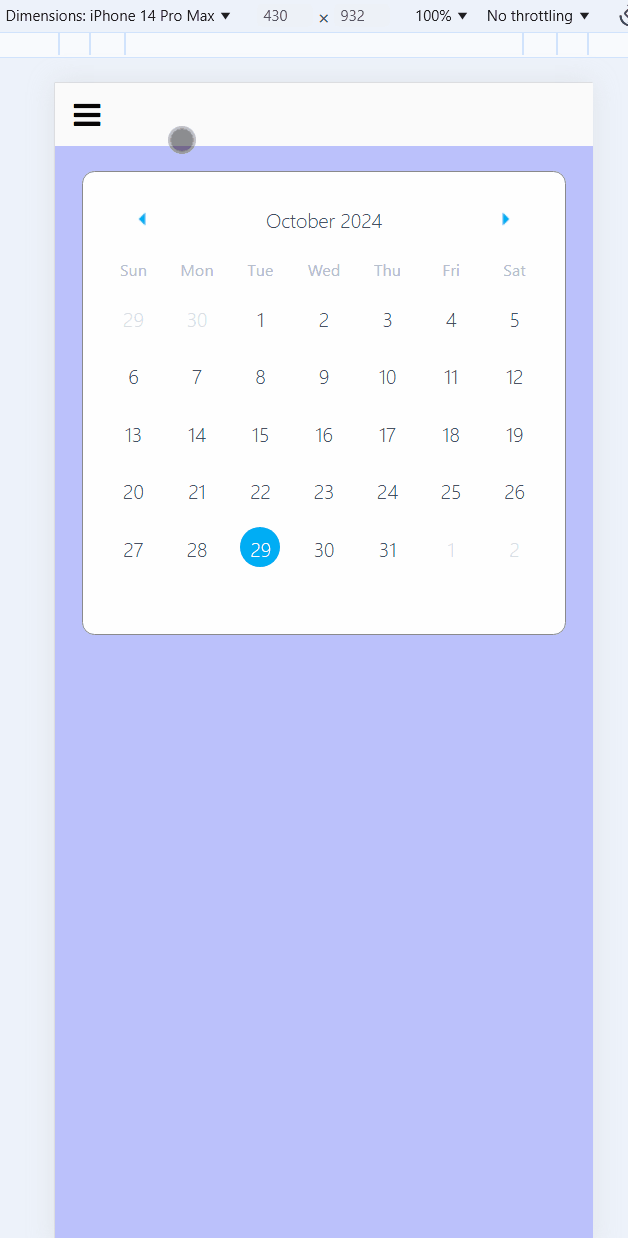 Dimensions: iPhone 14 Pro Max ▼ 430 × 932 100% ▼ No throttling ▼
October 2024
Sun Mon Tue Wed Thu Fri Sat
29 30 1 2 3 4 5
6 7 8 9 10 11 12
13 14 15 16 17 18 19
20 21 22 23 24 25 26
27 28 29 30 31 1 2